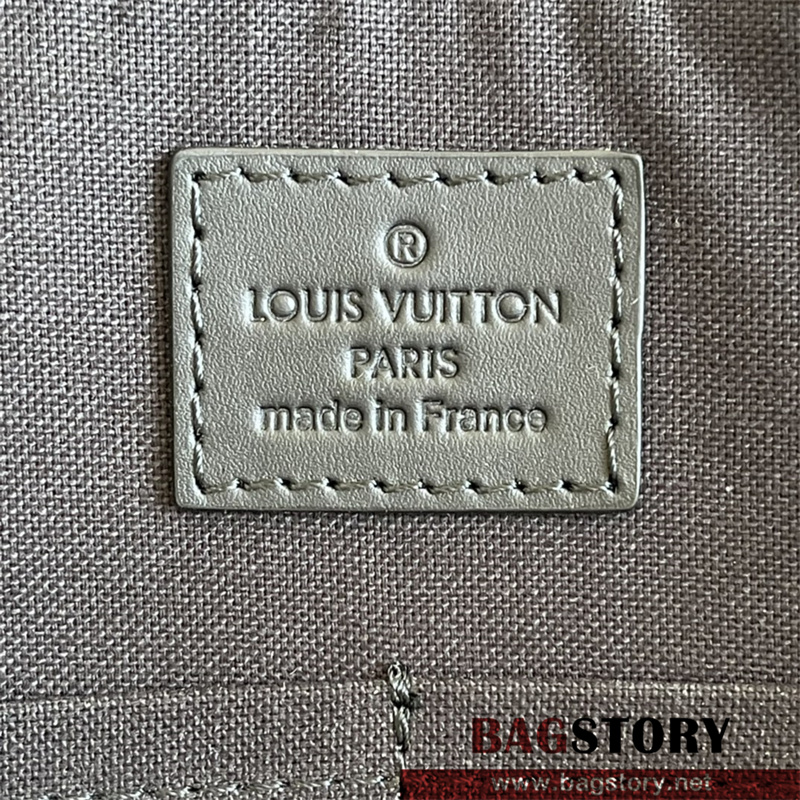 ®
LOUIS VUITTON
PARIS
made in France
BAGSTORY
www.bagstory.net